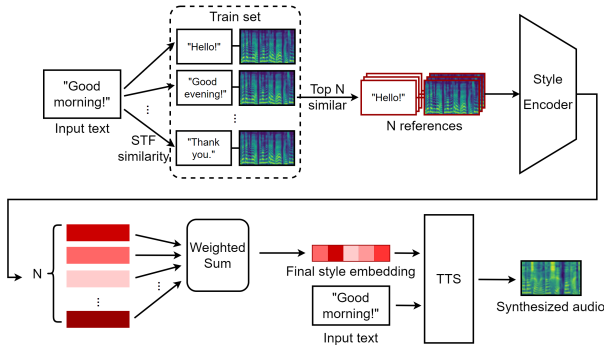 Train set
"Hello!"
"Good
morning!"
Input text
"Good
evening!"
⋮
⋮
STF
similarity
"Thank
you."
Top N
similar
"Hello!"
N references
Style
Encoder
N
⋮
⋮
Weighted
Sum
Final style embedding
"Good
morning!"
Input text
TTS
Synthesized audio